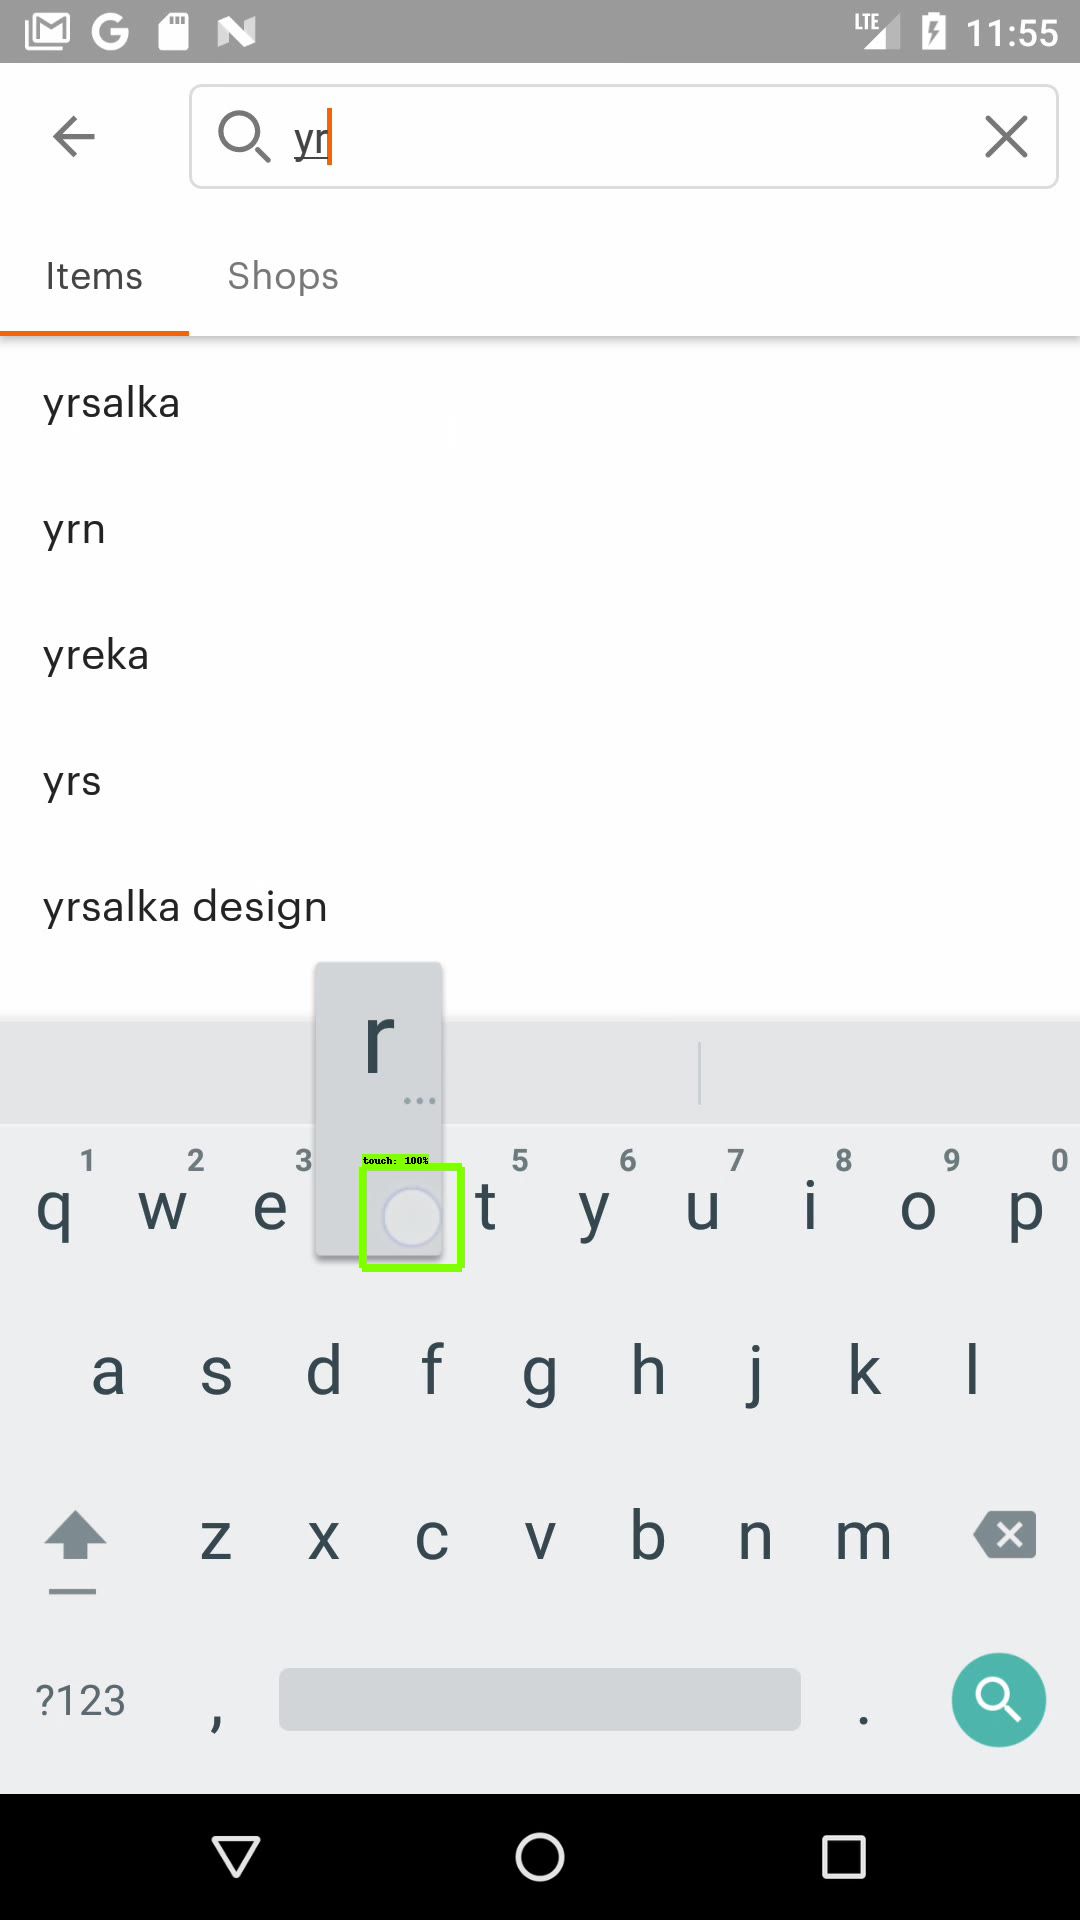 LTE 11:55
yr
Items Shops
yrsalka
yrn
yreka
yrs
yrsalka design
r
...
touch: 100%
1 2 3 5 6 7 8 9 0
q w e t y u i o p
a s d f g h j k l
z x c v b n m
?123 , .